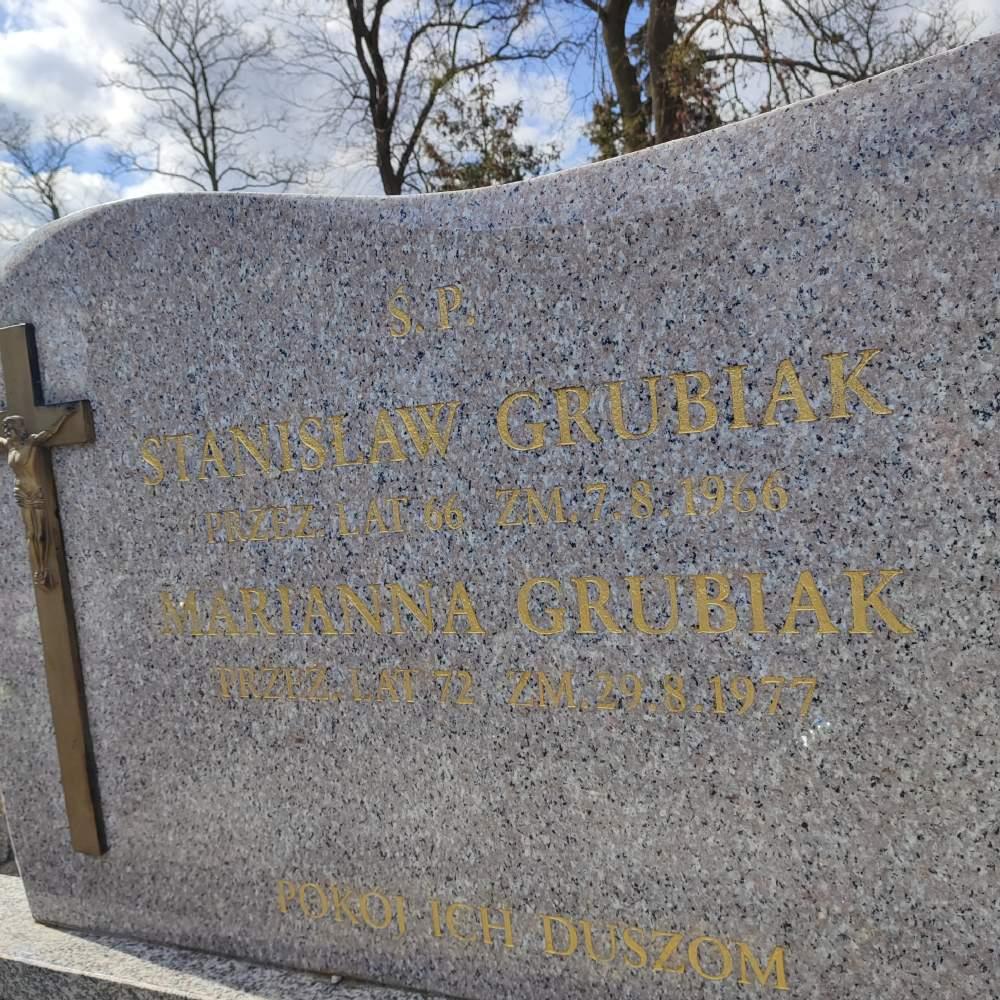 Ś. P.
STANISŁAW GRUBIAK
PRZEŻ. LAT 66 ZM. 7.8.1966
MARIANNA GRUBIAK
PRZEŻ. LAT 72 ZM. 29.8.1977
POKÓJ ICH DUSZOM